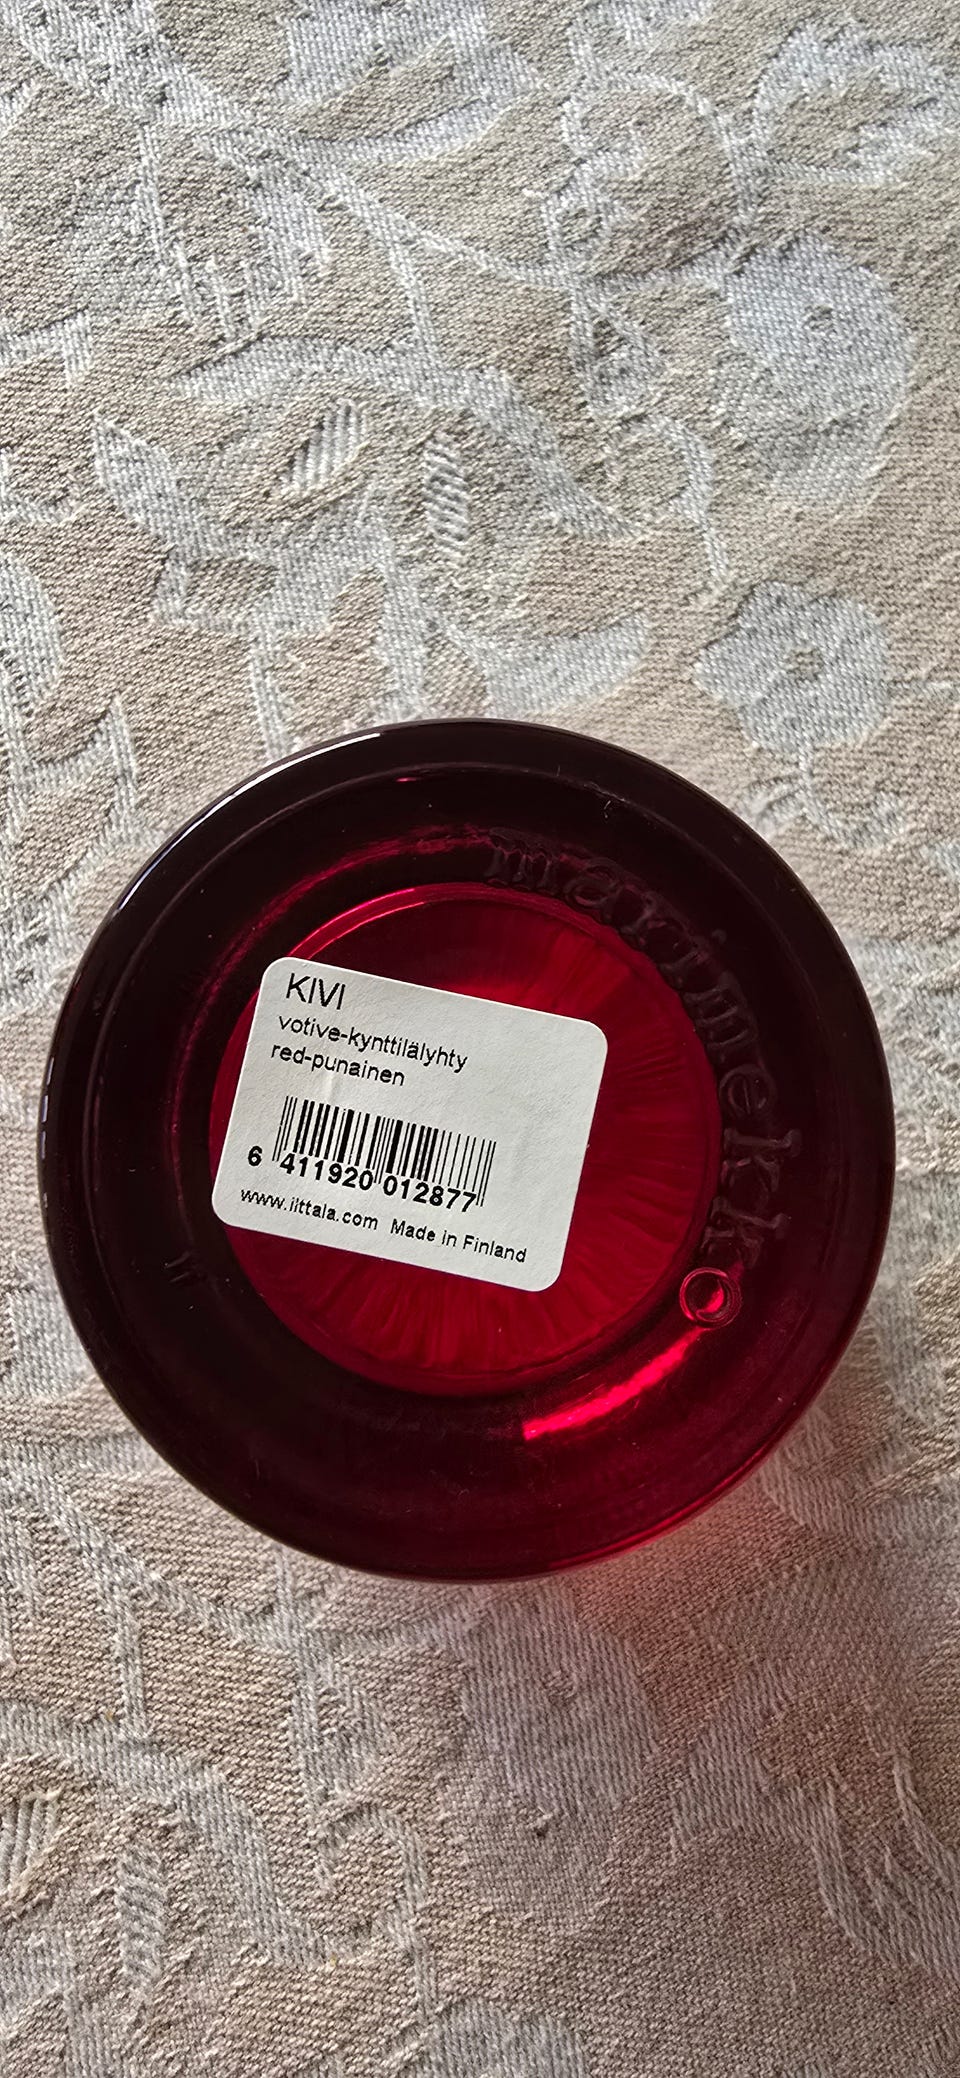 KIVI
votive-kynttilälyhty
red-punainen
6 411920 012877
www.iittala.com Made in Finland
marimekko